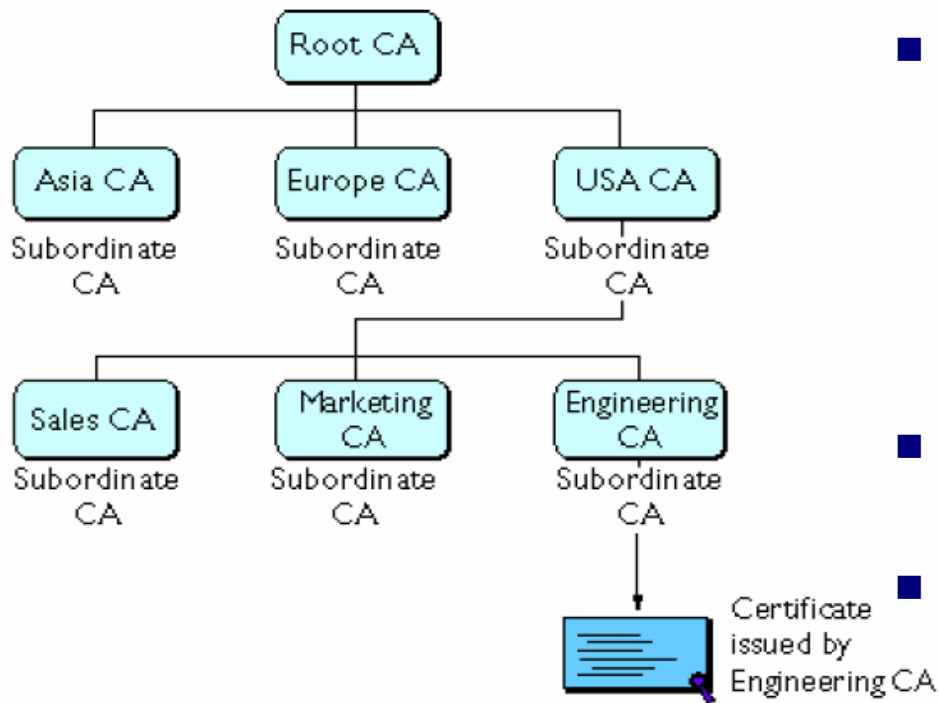 Root CA
Asia CA
Europe CA
USA CA
Subordinate
CA
Subordinate
CA
Subordinate
CA
Sales CA
Marketing
CA
Engineering
CA
Subordinate
CA
Subordinate
CA
Subordinate
CA
Certificate
issued by
Engineering CA